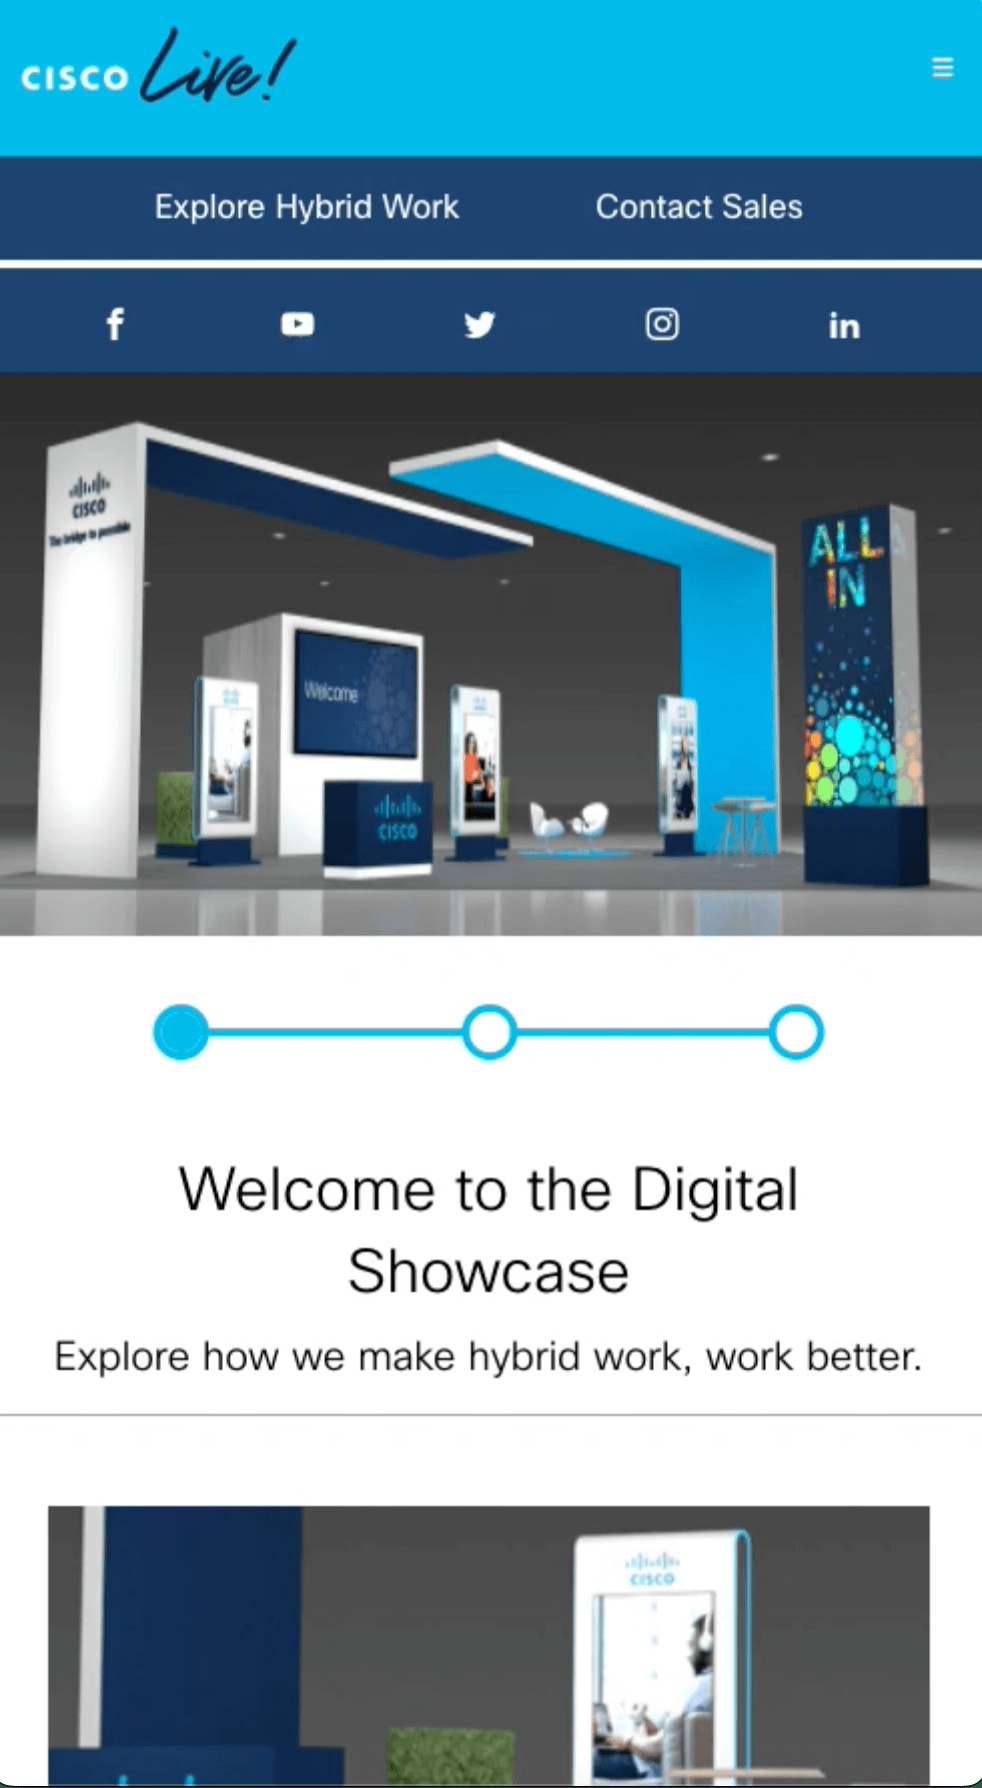 CISCO Live!
Explore Hybrid Work
Contact Sales
CISCO
The bridge to possible
ALL
IN
Welcome
CISCO
Welcome to the Digital
Showcase
Explore how we make hybrid work, work better.
CISCO